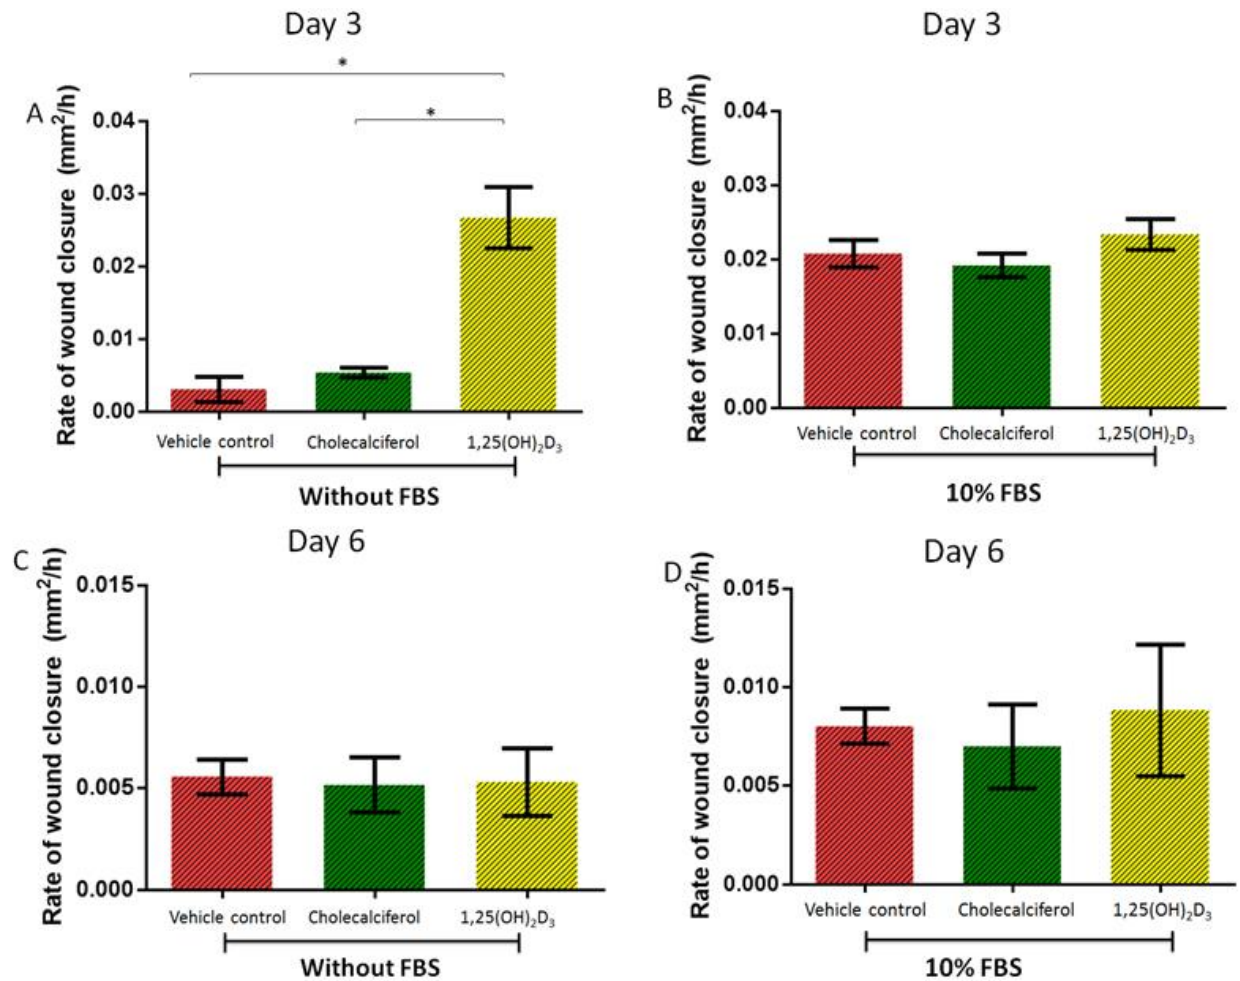 Day 3
*
*
A
Rate of wound closure (mm²/h)
0.04
0.03
0.02
0.01
0.00
Vehicle control Cholecalciferol 1,25(OH)₂D₃
Without FBS
Day 3
B
Rate of wound closure (mm²/h)
0.04
0.03
0.02
0.01
0.00
Vehicle control Cholecalciferol 1,25(OH)₂D₃
10% FBS
Day 6
C
Rate of wound closure (mm²/h)
0.015
0.010
0.005
0.000
Vehicle control Cholecalciferol 1,25(OH)₂D₃
Without FBS
Day 6
D
Rate of wound closure (mm²/h)
0.015
0.010
0.005
0.000
Vehicle control Cholecalciferol 1,25(OH)₂D₃
10% FBS